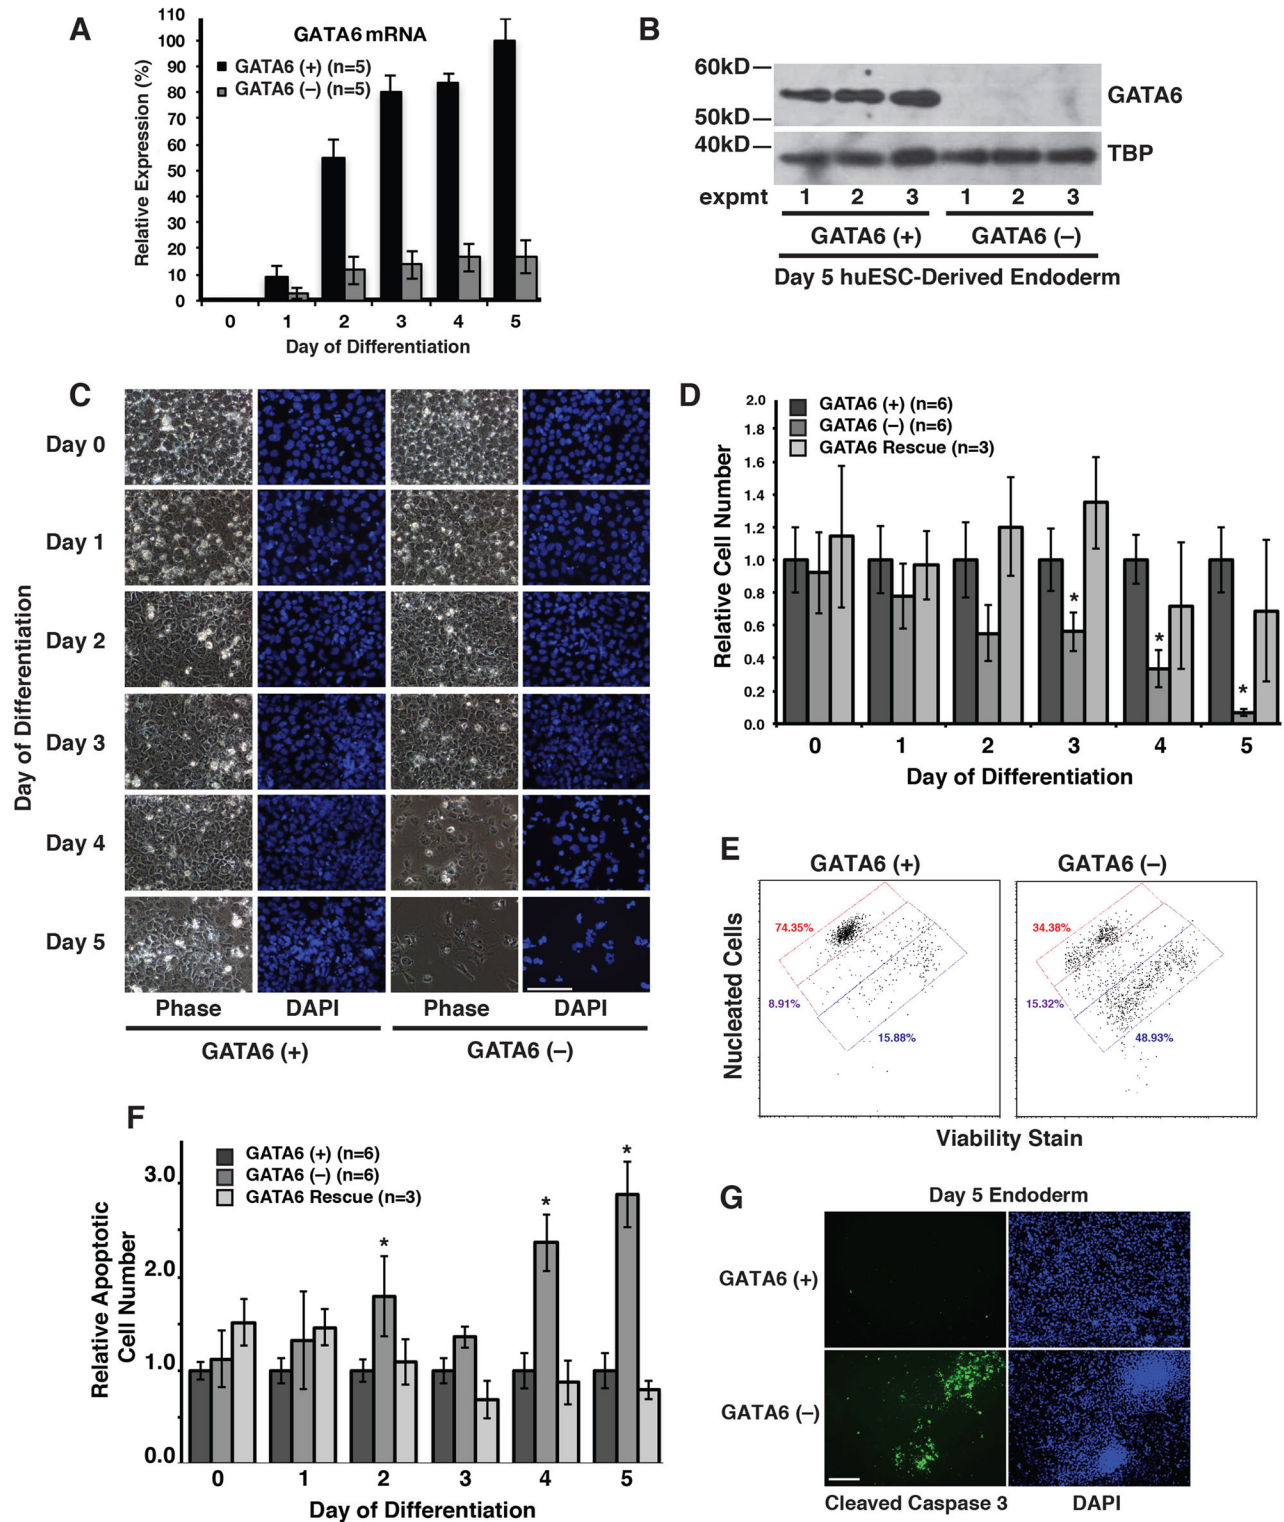 A
GATA6 mRNA
GATA6 (+) (n=5)
GATA6 (–) (n=5)
Relative Expression (%)
110
100
90
80
70
60
50
40
30
20
10
0
0 1 2 3 4 5
Day of Differentiation
B
60kD
50kD
40kD
GATA6
TBP
expmt 1 2 3 1 2 3
GATA6 (+) GATA6 (–)
Day 5 huESC-Derived Endoderm
C
Day of Differentiation
Day 0
Day 1
Day 2
Day 3
Day 4
Day 5
Phase DAPI Phase DAPI
GATA6 (+) GATA6 (–)
D
GATA6 (+) (n=6)
GATA6 (–) (n=6)
GATA6 Rescue (n=3)
Relative Cell Number
2.0
1.8
1.6
1.4
1.2
1.0
0.8
0.6
0.4
0.2
0.0
* * *
0 1 2 3 4 5
Day of Differentiation
E
GATA6 (+) GATA6 (–)
Nucleated Cells
74.35%
8.91%
15.88%
34.38%
15.32%
48.93%
Viability Stain
F
GATA6 (+) (n=6)
GATA6 (–) (n=6)
GATA6 Rescue (n=3)
Relative Apoptotic
Cell Number
3.0
2.0
1.0
0.0
* * *
0 1 2 3 4 5
Day of Differentiation
G
Day 5 Endoderm
GATA6 (+)
GATA6 (–)
Cleaved Caspase 3 DAPI